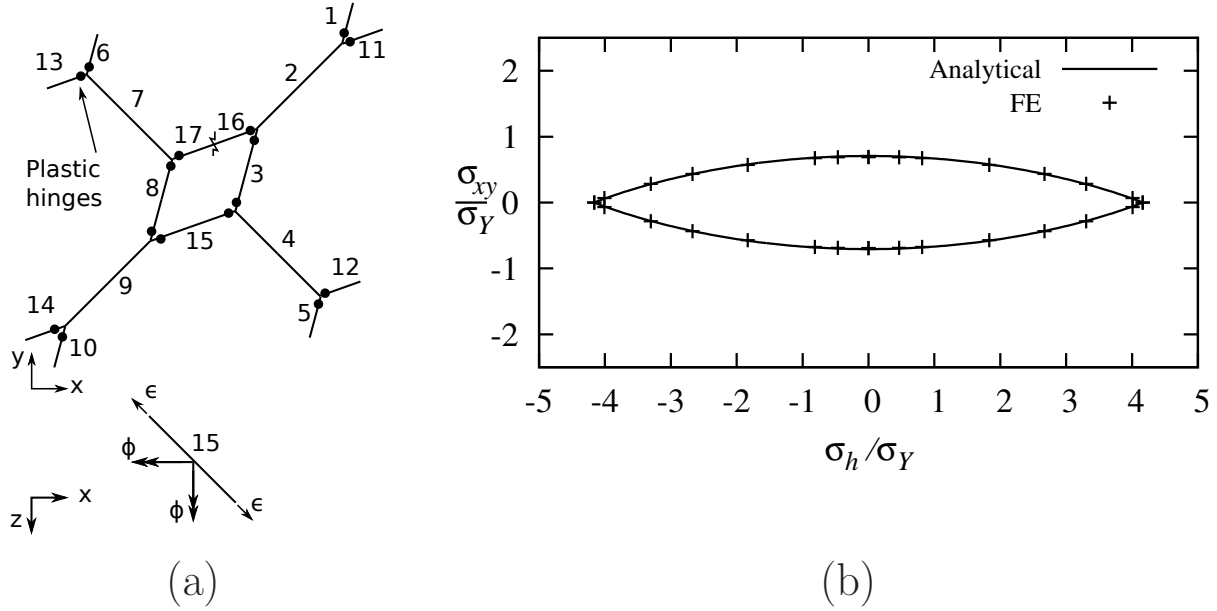 1
11
2
6
13
7
17
16
3
8
Plastic
hinges
15
4
9
12
5
14
10
y
x
ϵ
15
ϕ
ϕ
ϵ
x
z
(a)
Analytical
FE
2
1
0
-1
-2
σxy
σY
-5 -4 -3 -2 -1 0 1 2 3 4 5
σh/σY
(b)